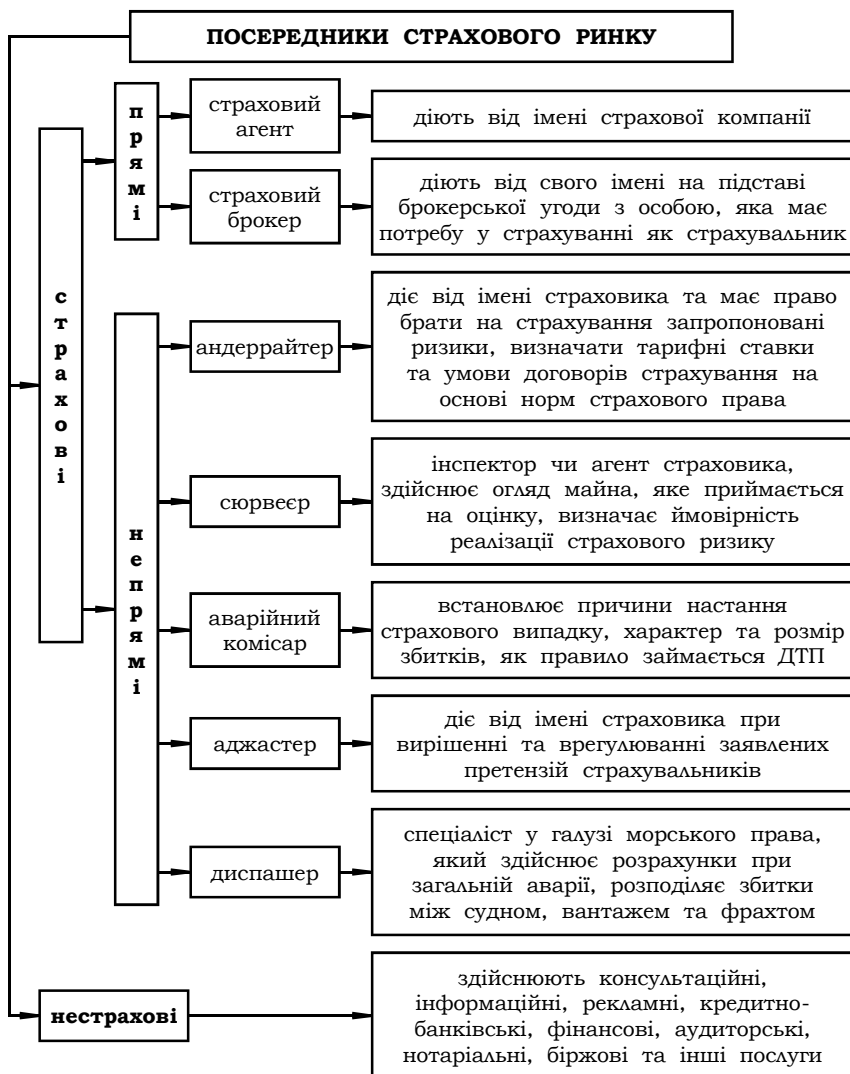 ПОСЕРЕДНИКИ СТРАХОВОГО РИНКУ
страхові
прямі
страховий
агент
діють від імені страхової компанії
страховий
брокер
діють від свого імені на підставі
брокерської угоди з особою, яка має
потребу у страхуванні як страхувальник
непрямі
андеррайтер
діє від імені страховика та має право
брати на страхування запропоновані
ризики, визначати тарифні ставки
та умови договорів страхування на
основі норм страхового права
сюрвеєр
інспектор чи агент страховика,
здійснює огляд майна, яке приймається
на оцінку, визначає ймовірність
реалізації страхового ризику
аварійний
комісар
встановлює причини настання
страхового випадку, характер та розмір
збитків, як правило займається ДТП
аджастер
діє від імені страховика при
вирішенні та врегулюванні заявлених
претензій страхувальників
диспашер
спеціаліст у галузі морського права,
який здійснює розрахунки при
загальній аварії, розподіляє збитки
між судном, вантажем та фрахтом
нестрахові
здійснюють консультаційні,
інформаційні, рекламні, кредитно-
банківські, фінансові, аудиторські,
нотаріальні, біржові та інші послуги